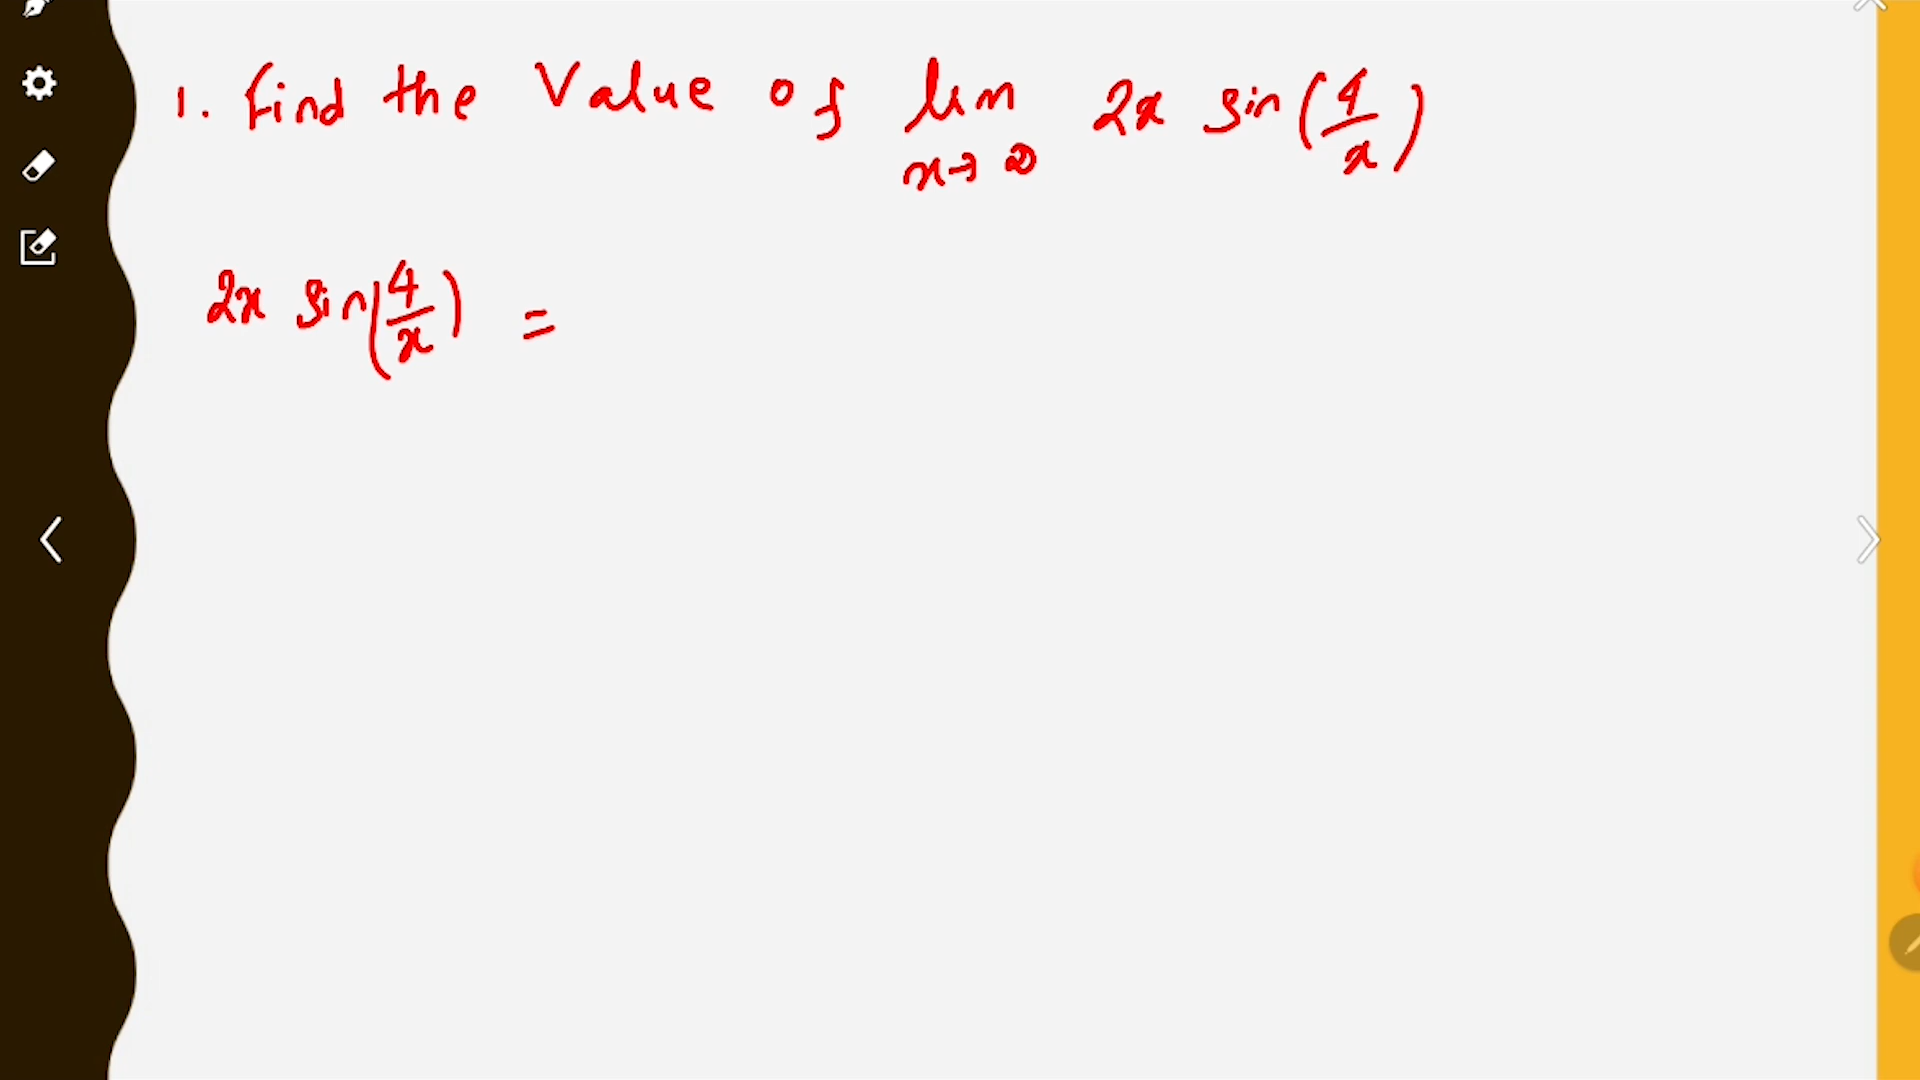 1. Find the Value of lim 2x sin(4/x)
x→∞
2x sin(4/x) =